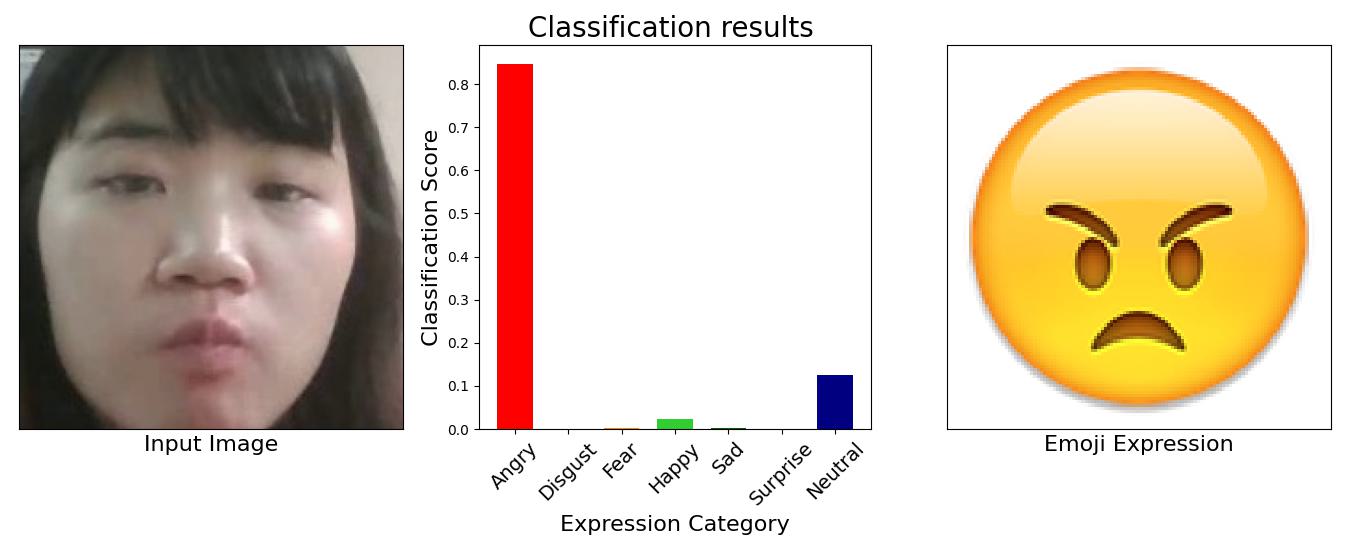 Classification results
Classification Score
0.8
0.7
0.6
0.5
0.4
0.3
0.2
0.1
0.0
Angry
Disgust
Fear
Happy
Sad
Surprise
Neutral
Expression Category
Input Image
Emoji Expression